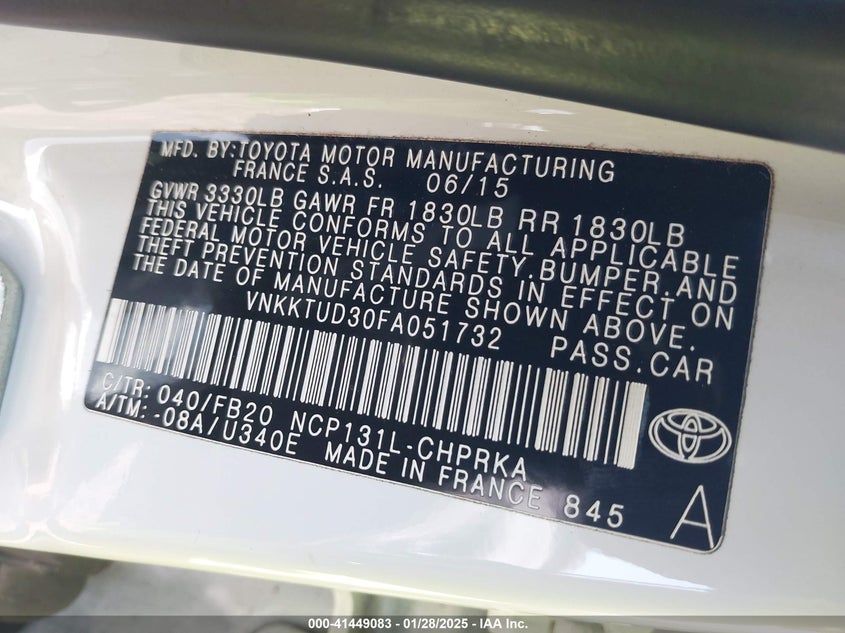 MFD. BY:TOYOTA MOTOR MANUFACTURING
FRANCE S.A.S. 06/15
GVWR 3330LB GAWR FR 1830LB RR 1830LB
THIS VEHICLE CONFORMS TO ALL APPLICABLE
FEDERAL MOTOR VEHICLE SAFETY,BUMPER,AND
THEFT PREVENTION STANDARDS IN EFFECT ON
THE DATE OF MANUFACTURE SHOWN ABOVE.
VNKKTUD30FA051732 PASS.CAR
C/TR: 040/FB20 NCP131L-CHPRKA
A/TM: -08A/U340E MADE IN FRANCE 845 A
000-41449083 - 01/28/2025 - IAA Inc.